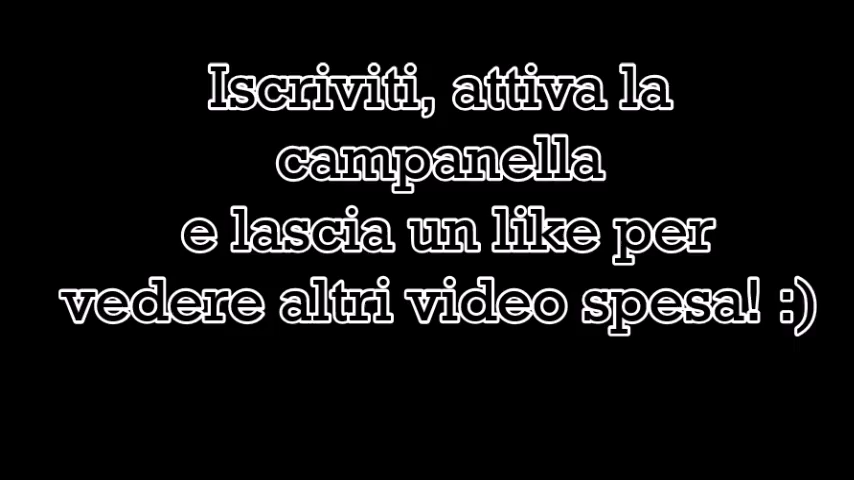 Iscriviti, attiva la
campanella
e lascia un like per
vedere altri video spesa! :)